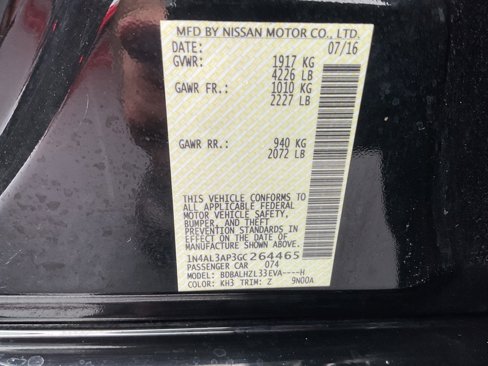 MFD BY NISSAN MOTOR CO., LTD.
DATE: 07/16
GVWR: 1917 KG
4226 LB
GAWR FR.: 1010 KG
2227 LB
GAWR RR.: 940 KG
2072 LB
THIS VEHICLE CONFORMS TO
ALL APPLICABLE FEDERAL
MOTOR VEHICLE SAFETY,
BUMPER, AND THEFT
PREVENTION STANDARDS IN
EFFECT ON THE DATE OF
MANUFACTURE SHOWN ABOVE.
1N4AL3AP3GC264465
PASSENGER CAR 074
MODEL: BDBALHZL33EVA----H
COLOR: KH3 TRIM: Z 9N00A